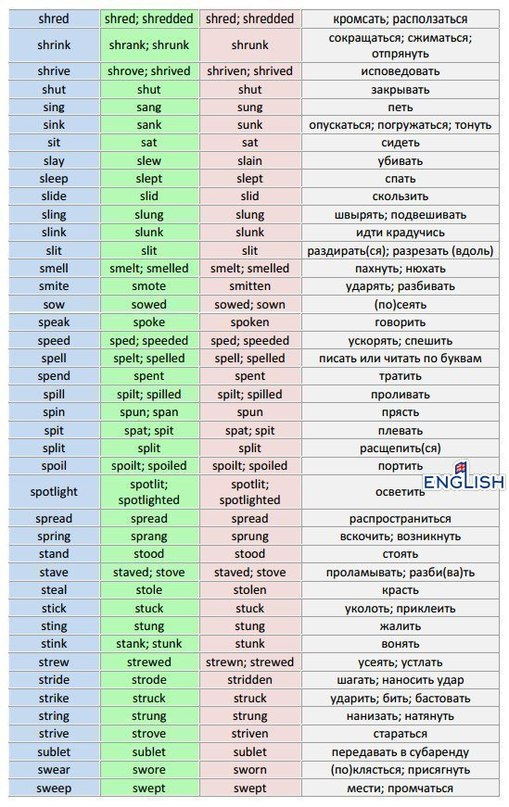 shred shred; shredded shred; shredded кромсать; расползаться
shrink shrank; shrunk shrunk сокращаться; сжиматься;
отпрянуть
shrive shrove; shrived shriven; shrived исповедовать
shut shut shut закрывать
sing sang sung петь
sink sank sunk опускаться; погружаться; тонуть
sit sat sat сидеть
slay slew slain убивать
sleep slept slept спать
slide slid slid скользить
sling slung slung швырять; подвешивать
slink slunk slunk идти крадучись
slit slit slit раздирать(ся); разрезать (вдоль)
smell smelt; smelled smelt; smelled пахнуть; нюхать
smite smote smitten ударять; разбивать
sow sowed sowed; sown (по)сеять
speak spoke spoken говорить
speed sped; speeded sped; speeded ускорять; спешить
spell spelt; spelled spell; spelled писать или читать по буквам
spend spent spent тратить
spill spilt; spilled spilt; spilled проливать
spin spun; span spun прясть
spit spat; spit spat; spit плевать
split split split расщепить(ся)
spoil spoilt; spoiled spoilt; spoiled портить
ENGLISH
spotlight spotlit; spotlighted spotlit; spotlighted осветить
spread spread spread распространиться
spring sprang sprung вскочить; возникнуть
stand stood stood стоять
stave staved; stove staved; stove проламывать; разби(ва)ть
steal stole stolen красть
stick stuck stuck уколоть; приклеить
sting stung stung жалить
stink stank; stunk stunk вонять
strew strewed strewn; strewed усеять; устлать
stride strode stridden шагать; наносить удар
strike struck struck ударить; бить; бастовать
string strung strung нанизать; натянуть
strive strove striven стараться
sublet sublet sublet передавать в субаренду
swear swore sworn (по)клясться; присягнуть
sweep swept swept мести; промчаться